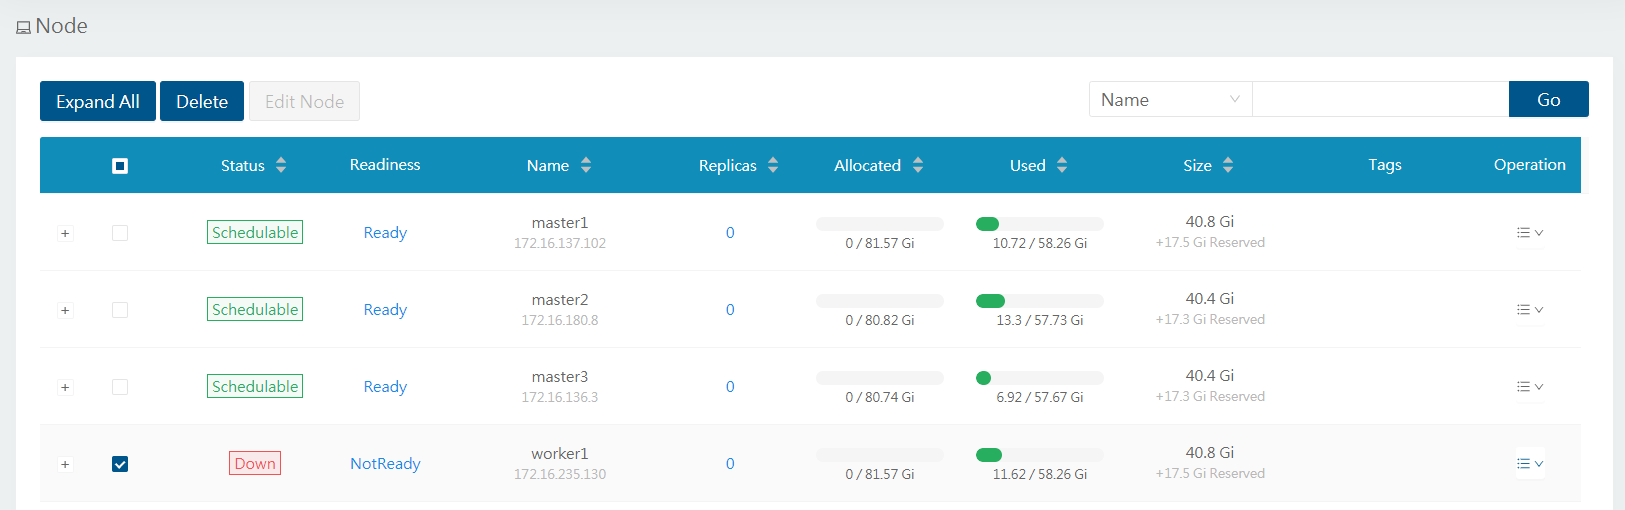 Node
Expand All Delete Edit Node Name Go
Status Readiness Name Replicas Allocated Used Size Tags Operation
+ Schedulable Ready master1 0 40.8 Gi
172.16.137.102 0 / 81.57 Gi 10.72 / 58.26 Gi +17.5 Gi Reserved
+ Schedulable Ready master2 0 40.4 Gi
172.16.180.8 0 / 80.82 Gi 13.3 / 57.73 Gi +17.3 Gi Reserved
+ Schedulable Ready master3 0 40.4 Gi
172.16.136.3 0 / 80.74 Gi 6.92 / 57.67 Gi +17.3 Gi Reserved
+ Down NotReady worker1 0 40.8 Gi
172.16.235.130 0 / 81.57 Gi 11.62 / 58.26 Gi +17.5 Gi Reserved